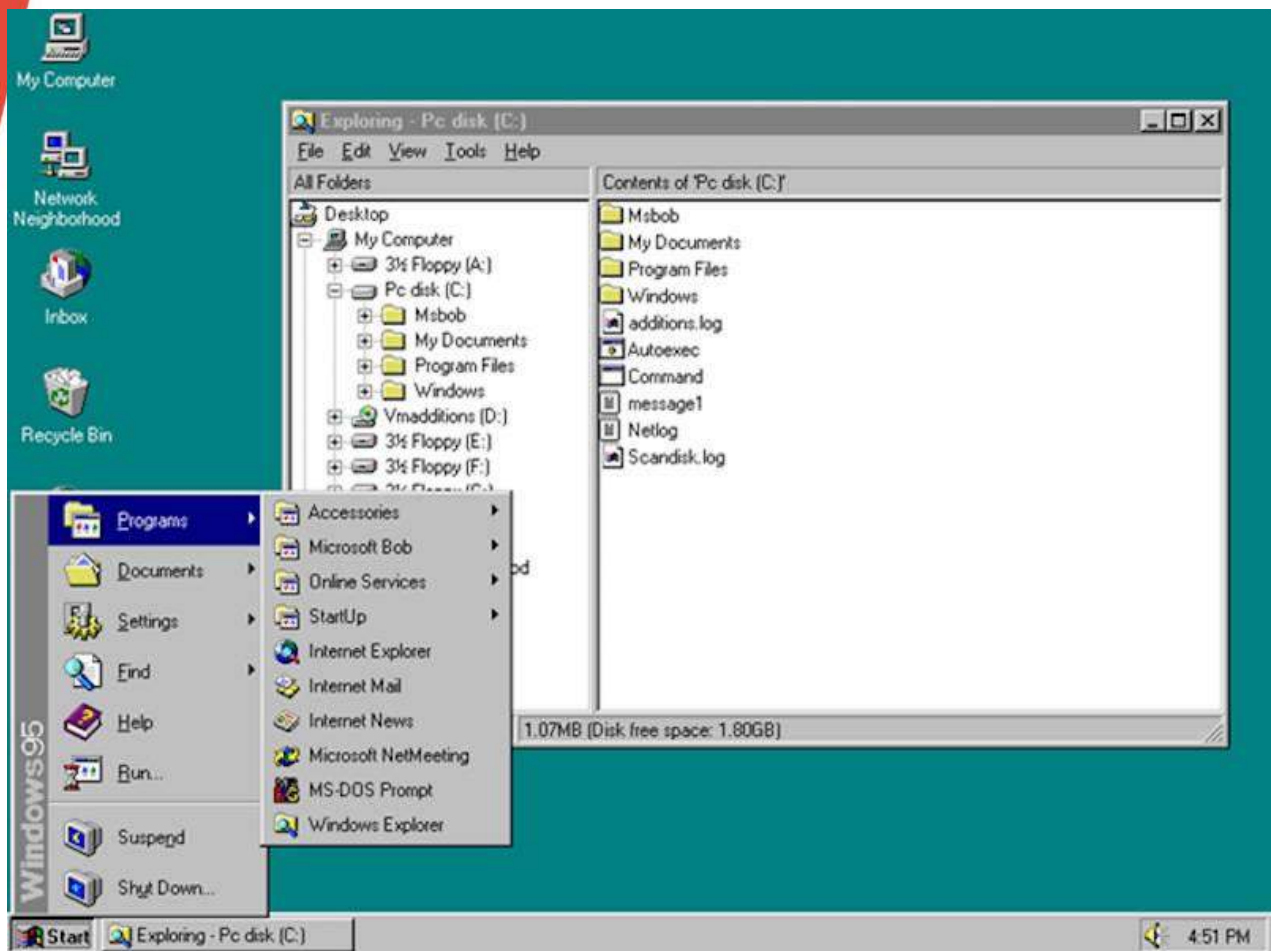 My Computer
Network
Neighborhood
Inbox
Recycle Bin
Exploring - Pc disk (C:)
File Edit View Tools Help
All Folders
Contents of 'Pc disk (C:)'
Desktop
My Computer
3½ Floppy (A:)
Pc disk (C:)
Msbob
My Documents
Program Files
Windows
Vmadditions (D:)
3½ Floppy (E:)
3½ Floppy (F:)
Msbob
My Documents
Program Files
Windows
additions.log
Autoexec
Command
message1
Netlog
Scandisk.log
1.07MB (Disk free space: 1.80GB)
Windows95
Programs
Documents
Settings
Find
Help
Run...
Suspend
Shut Down...
Accessories
Microsoft Bob
Online Services
StartUp
Internet Explorer
Internet Mail
Internet News
Microsoft NetMeeting
MS-DOS Prompt
Windows Explorer
Start
Exploring - Pc disk (C:)
4:51 PM